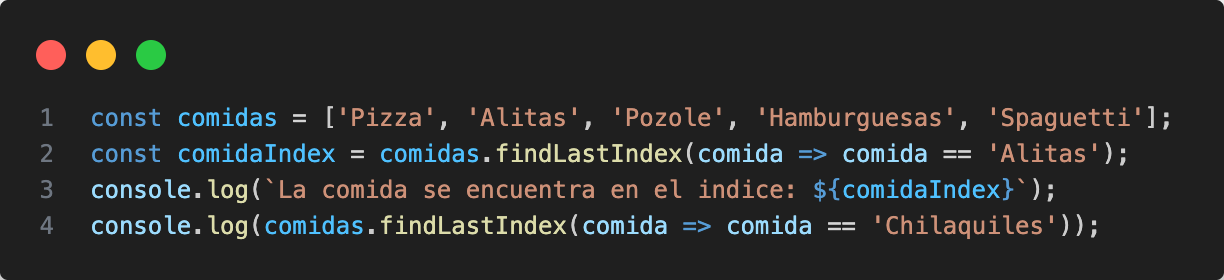 1 const comidas = ['Pizza', 'Alitas', 'Pozole', 'Hamburguesas', 'Spaguetti'];
2 const comidaIndex = comidas.findLastIndex(comida => comida == 'Alitas');
3 console.log(`La comida se encuentra en el indice: ${comidaIndex}`);
4 console.log(comidas.findLastIndex(comida => comida == 'Chilaquiles'));